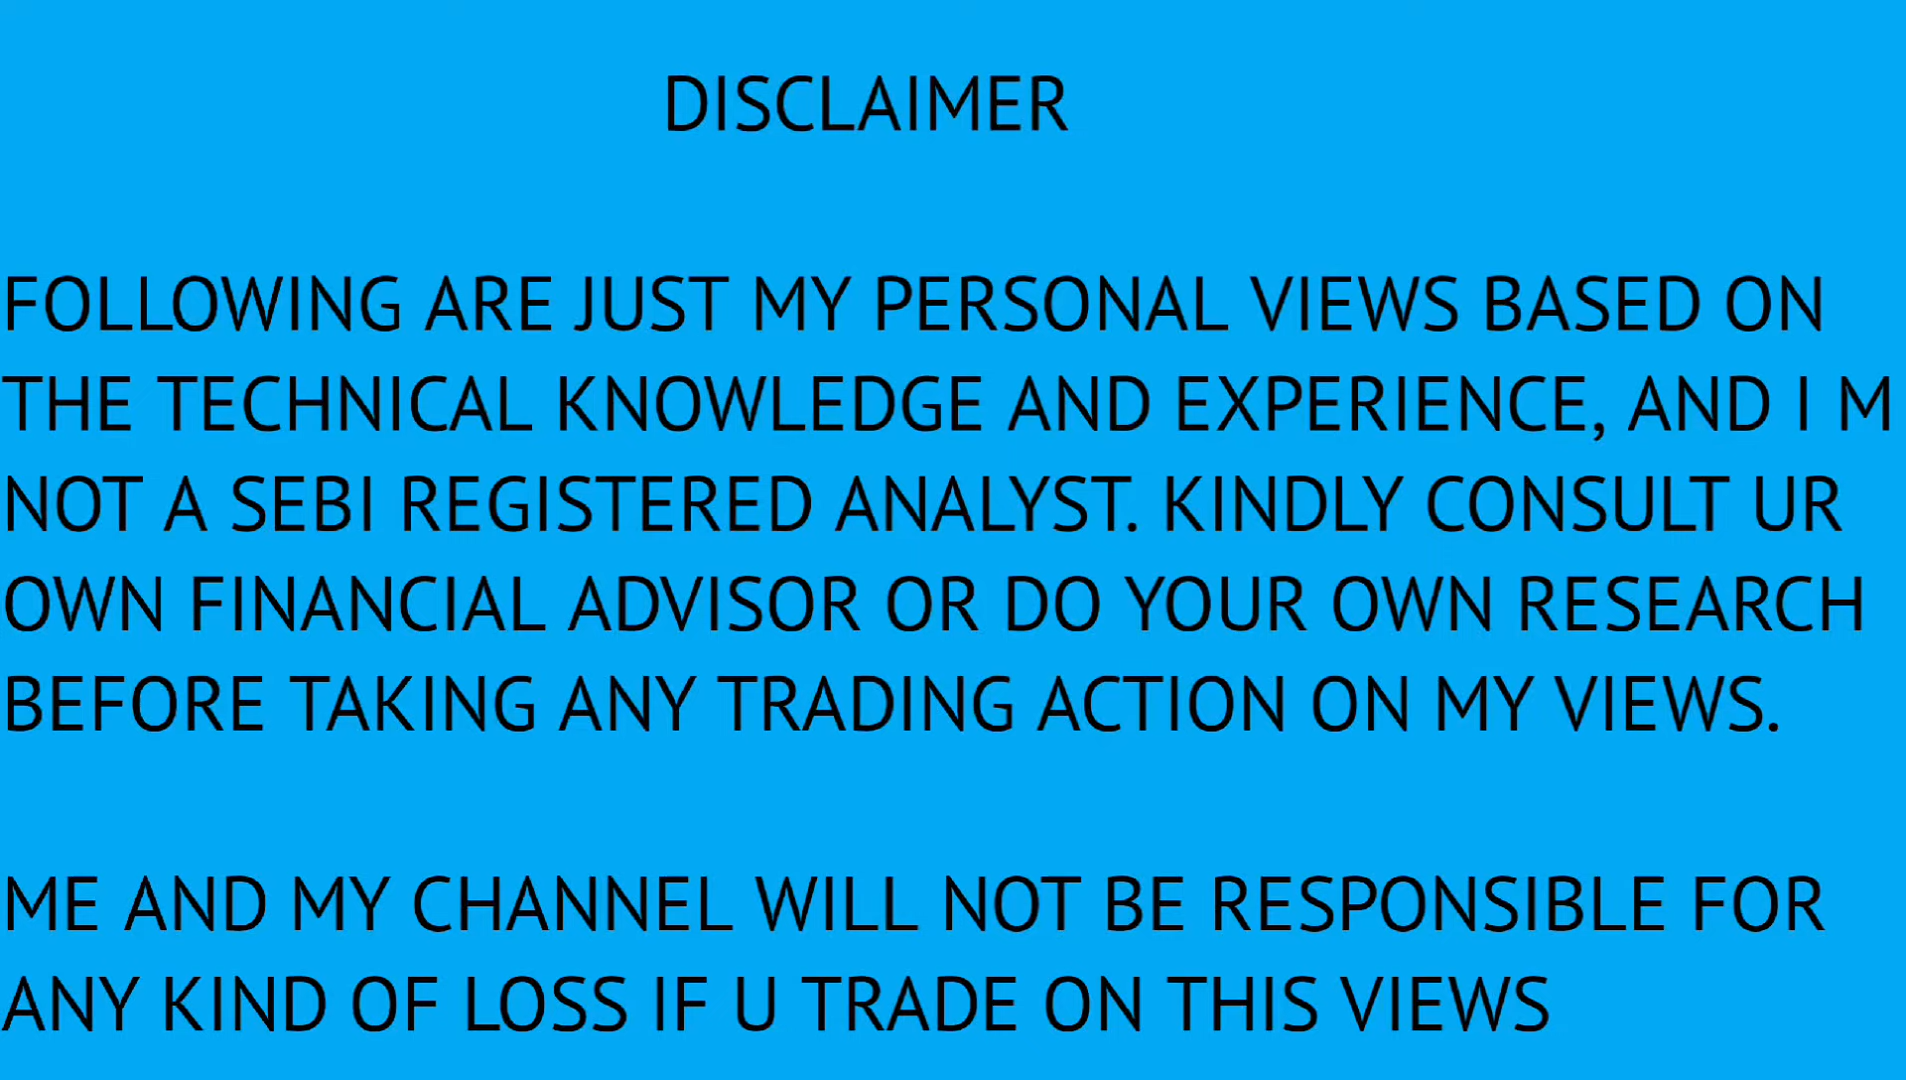 DISCLAIMER
FOLLOWING ARE JUST MY PERSONAL VIEWS BASED ON
THE TECHNICAL KNOWLEDGE AND EXPERIENCE, AND I M
NOT A SEBI REGISTERED ANALYST. KINDLY CONSULT UR
OWN FINANCIAL ADVISOR OR DO YOUR OWN RESEARCH
BEFORE TAKING ANY TRADING ACTION ON MY VIEWS.
ME AND MY CHANNEL WILL NOT BE RESPONSIBLE FOR
ANY KIND OF LOSS IF U TRADE ON THIS VIEWS